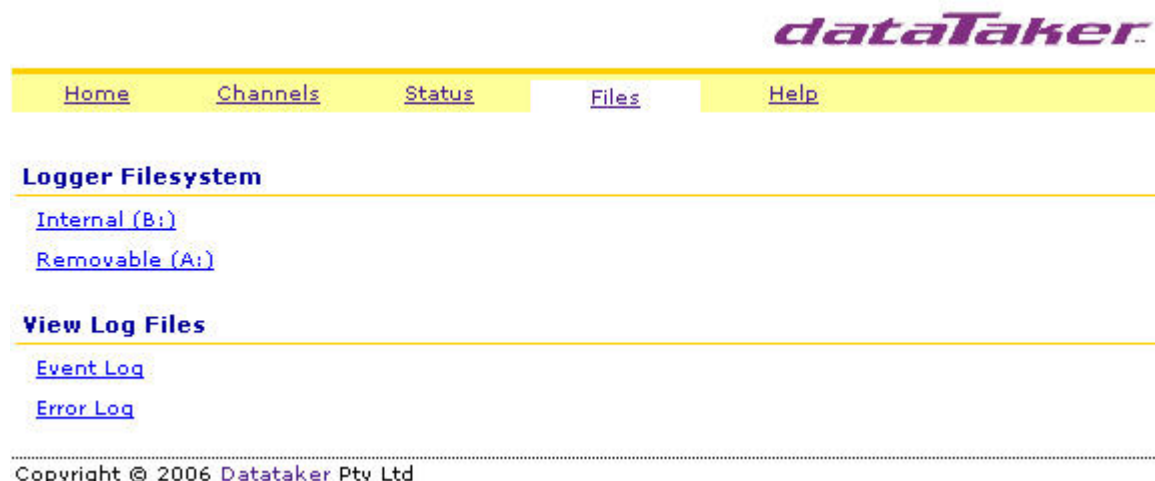 dataTaker
Home Channels Status Files Help
Logger Filesystem
Internal (B:)
Removable (A:)
View Log Files
Event Log
Error Log
Copyright © 2006 Datataker Pty Ltd